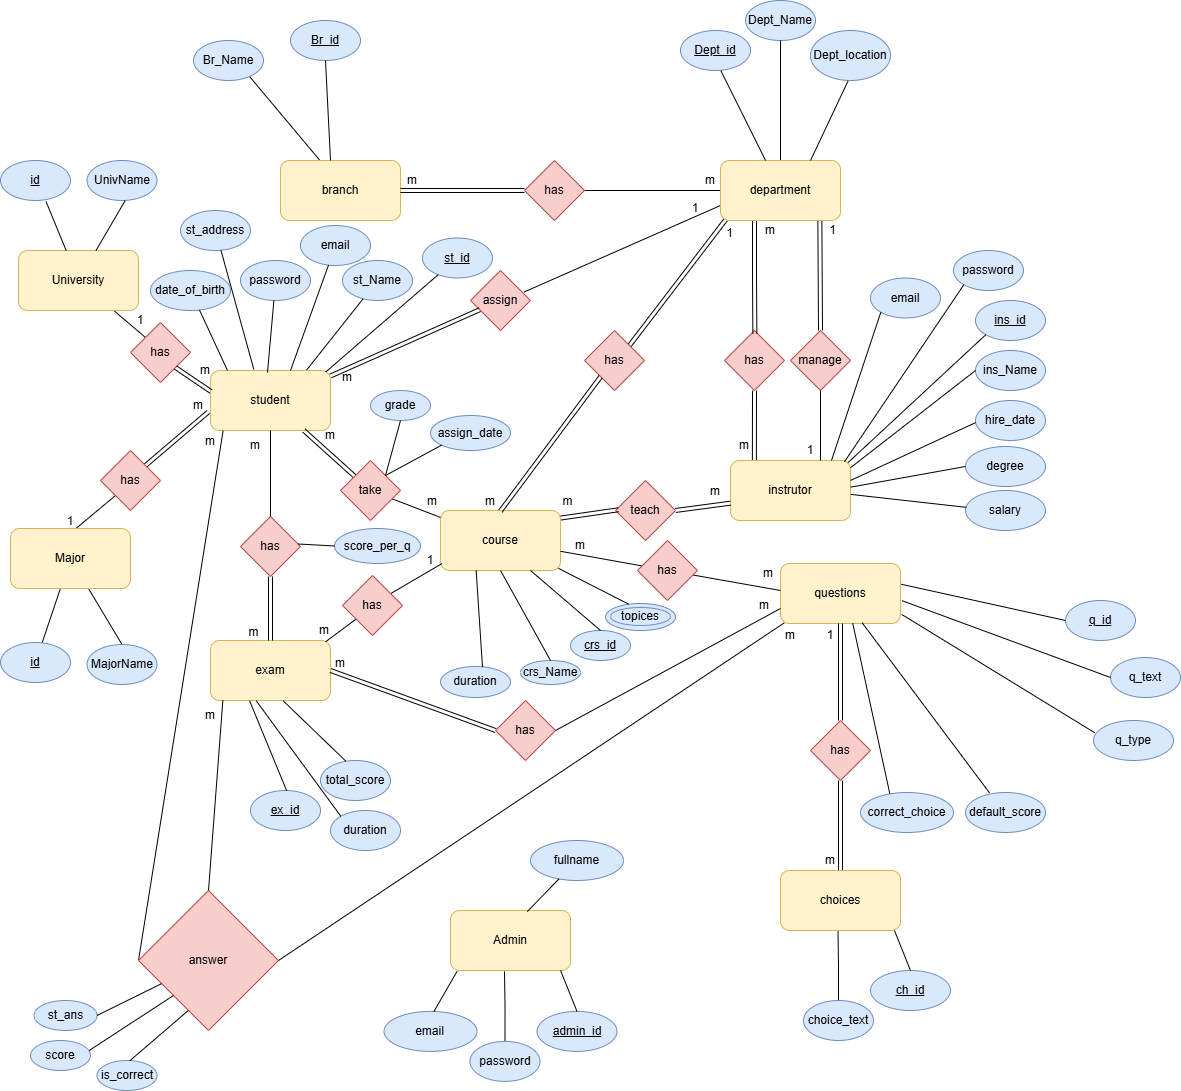 Dept_Name
Br_id
Dept_id
Dept_location
Br_Name
id
UnivName
branch
m
has
m
department
st_address
1
1
m
1
email
st_id
University
date_of_birth
password
st_Name
assign
password
email
1
ins_id
has
has
has
manage
m
m
ins_Name
student
m
grade
hire_date
m
m
m
assign_date
m
1
degree
has
take
m
m
m
m
instrutor
teach
salary
1
course
Major
has
score_per_q
1
m
has
m
questions
has
m
topices
q_id
m
m
crs_id
m
1
id
MajorName
exam
m
duration
crs_Name
q_text
m
has
q_type
has
total_score
ex_id
duration
correct_choice
default_score
fullname
m
choices
answer
Admin
ch_id
st_ans
choice_text
email
admin_id
score
password
is_correct